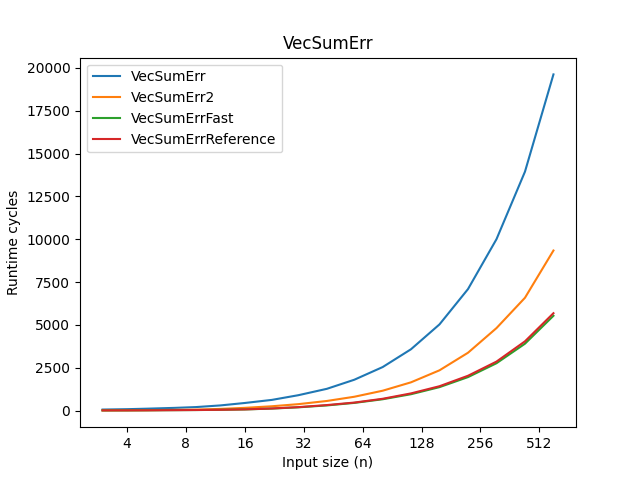 VecSumErr
20000
17500
15000
12500
10000
7500
5000
2500
0
Runtime cycles
VecSumErr
VecSumErr2
VecSumErrFast
VecSumErrReference
4 8 16 32 64 128 256 512
Input size (n)